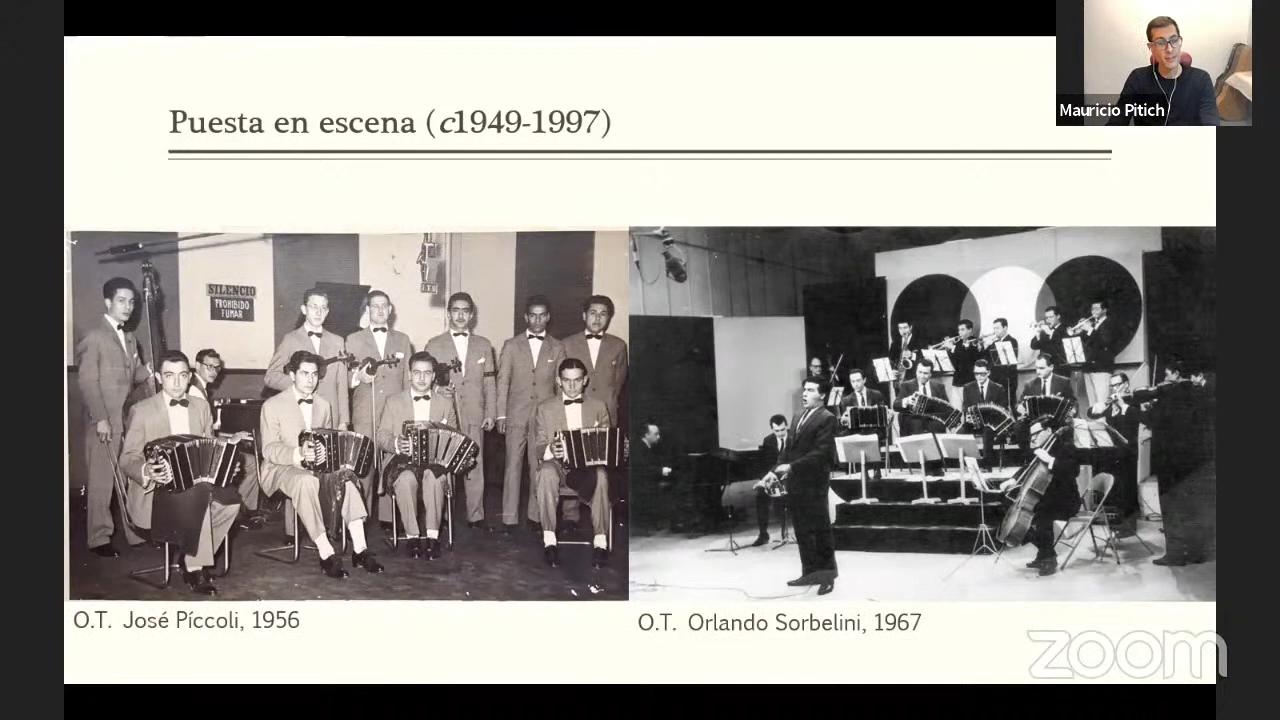 Puesta en escena (c1949-1997)
Mauricio Pitich
SILENCIO
PROHIBIDO
FUMAR
O.T. José Píccoli, 1956
O.T. Orlando Sorbelini, 1967
zoom